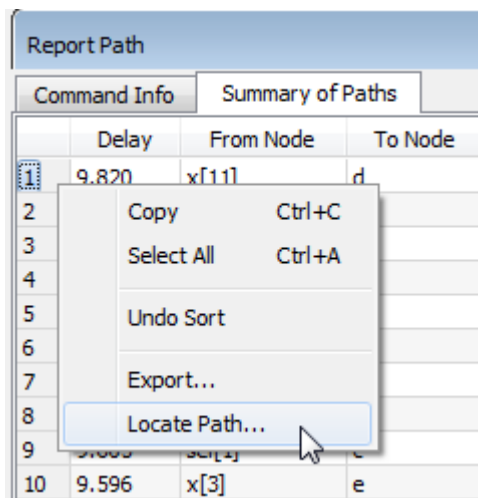 Report Path
Command Info Summary of Paths
Delay From Node To Node
1 9.820 x[11] d
2 Copy Ctrl+C
3 Select All Ctrl+A
4
5 Undo Sort
6
7 Export...
8 Locate Path...
9
10 9.596 x[3] e